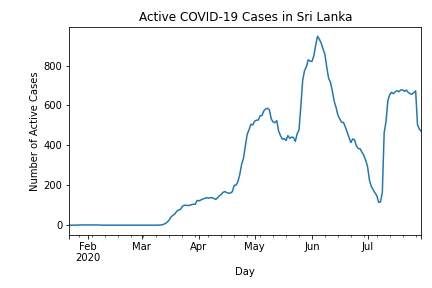 Active COVID-19 Cases in Sri Lanka
Number of Active Cases
800
600
400
200
0
Feb Mar Apr May Jun Jul
2020
Day